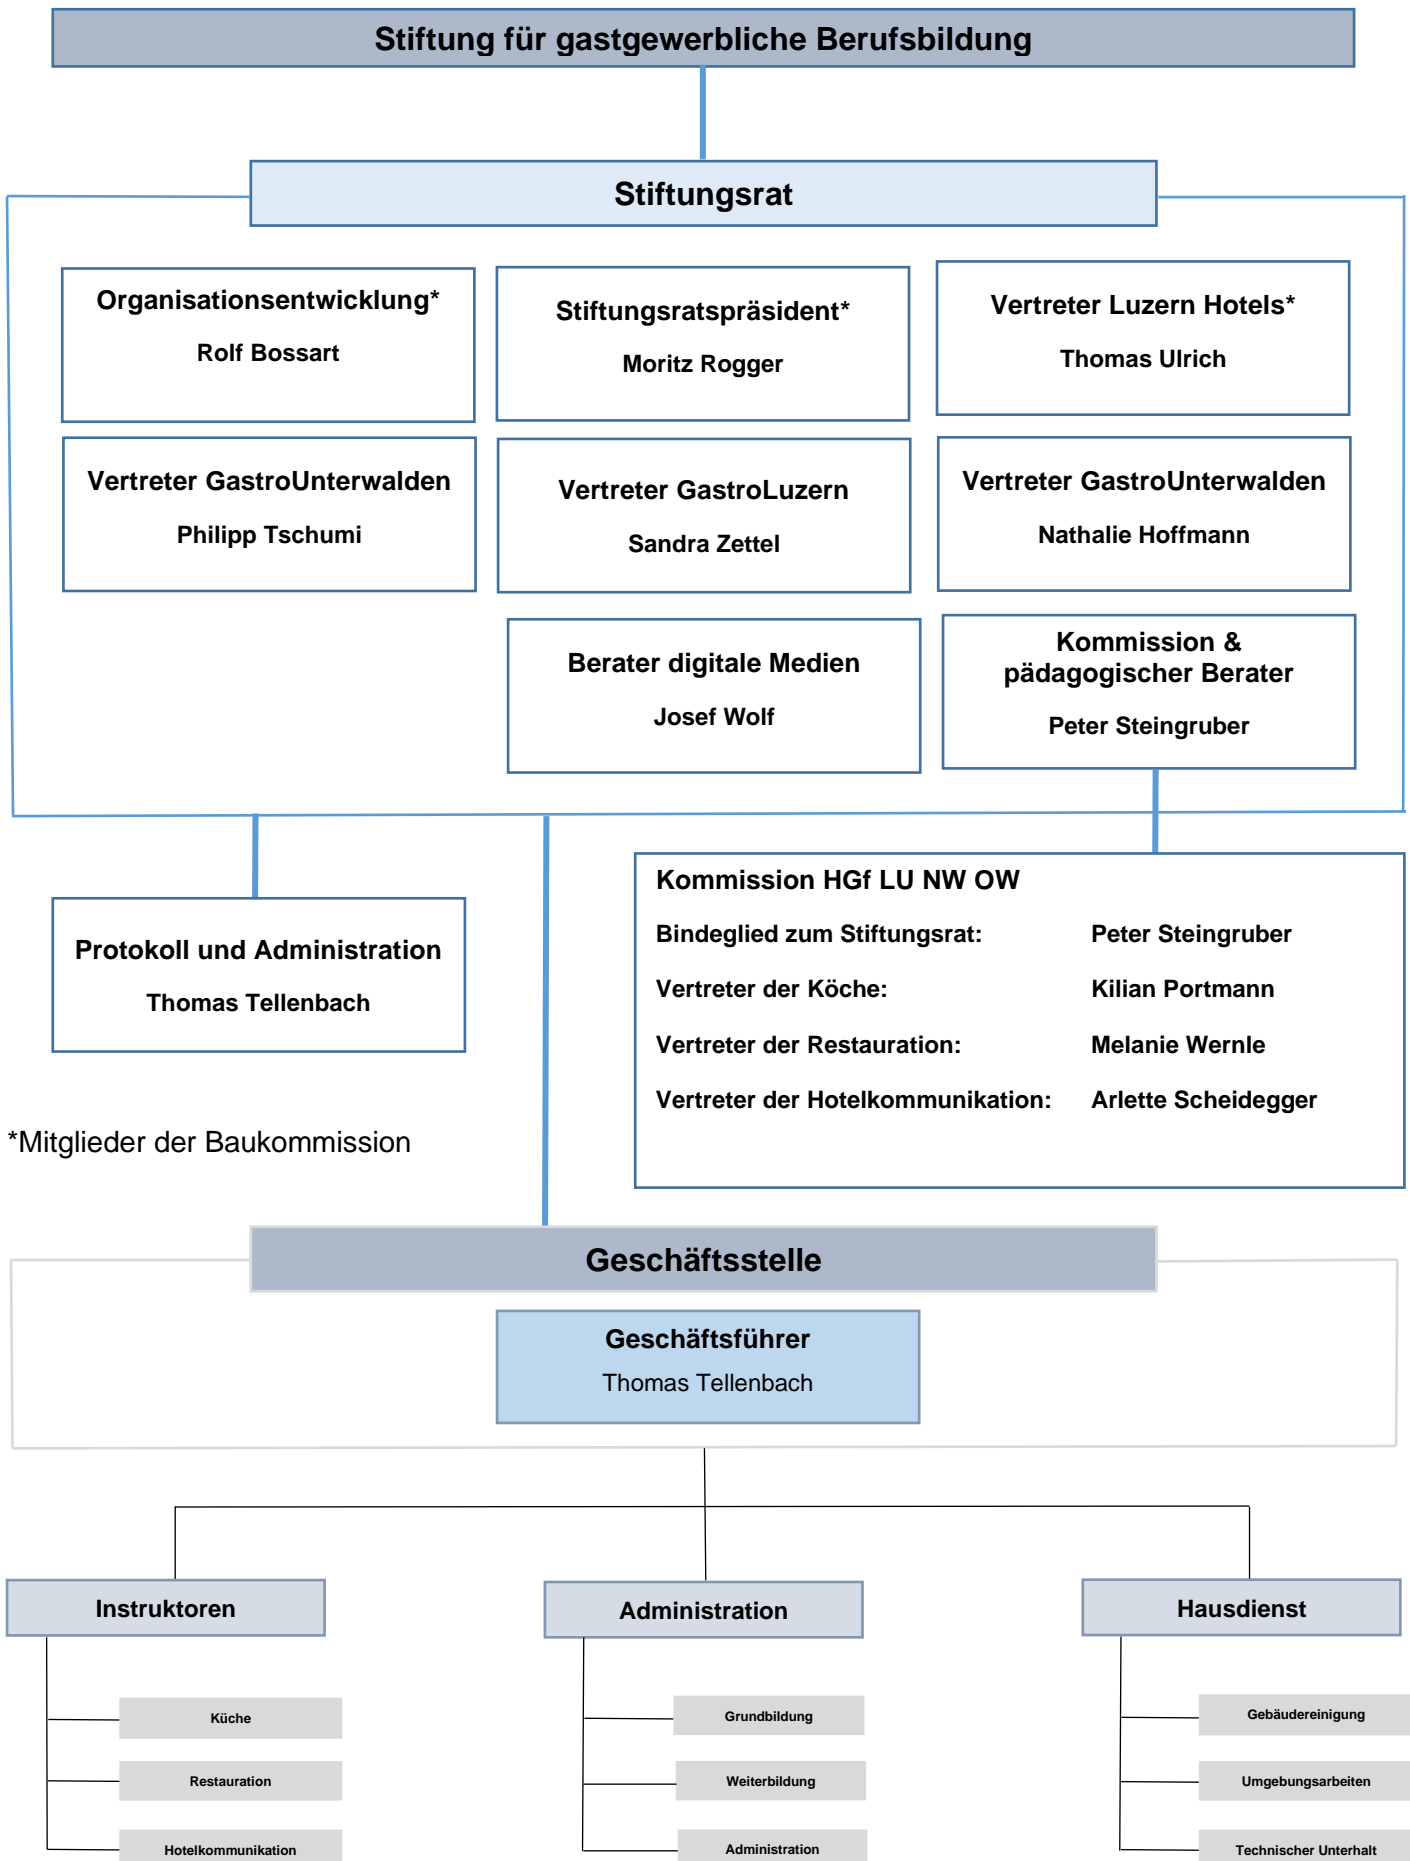 Stiftung für gastgewerbliche Berufsbildung
Stiftungsrat
Organisationsentwicklung*
Rolf Bossart
Stiftungsratspräsident*
Moritz Rogger
Vertreter Luzern Hotels*
Thomas Ulrich
Vertreter GastroUnterwalden
Philipp Tschumi
Vertreter GastroLuzern
Sandra Zettel
Vertreter GastroUnterwalden
Nathalie Hoffmann
Berater digitale Medien
Josef Wolf
Kommission &
pädagogischer Berater
Peter Steingruber
Protokoll und Administration
Thomas Tellenbach
Kommission HGf LU NW OW
Bindeglied zum Stiftungsrat: Peter Steingruber
Vertreter der Köche: Kilian Portmann
Vertreter der Restauration: Melanie Wernle
Vertreter der Hotelkommunikation: Arlette Scheidegger
*Mitglieder der Baukommission
Geschäftsstelle
Geschäftsführer
Thomas Tellenbach
Instruktoren
Küche
Restauration
Hotelkommunikation
Administration
Grundbildung
Weiterbildung
Administration
Hausdienst
Gebäudereinigung
Umgebungsarbeiten
Technischer Unterhalt